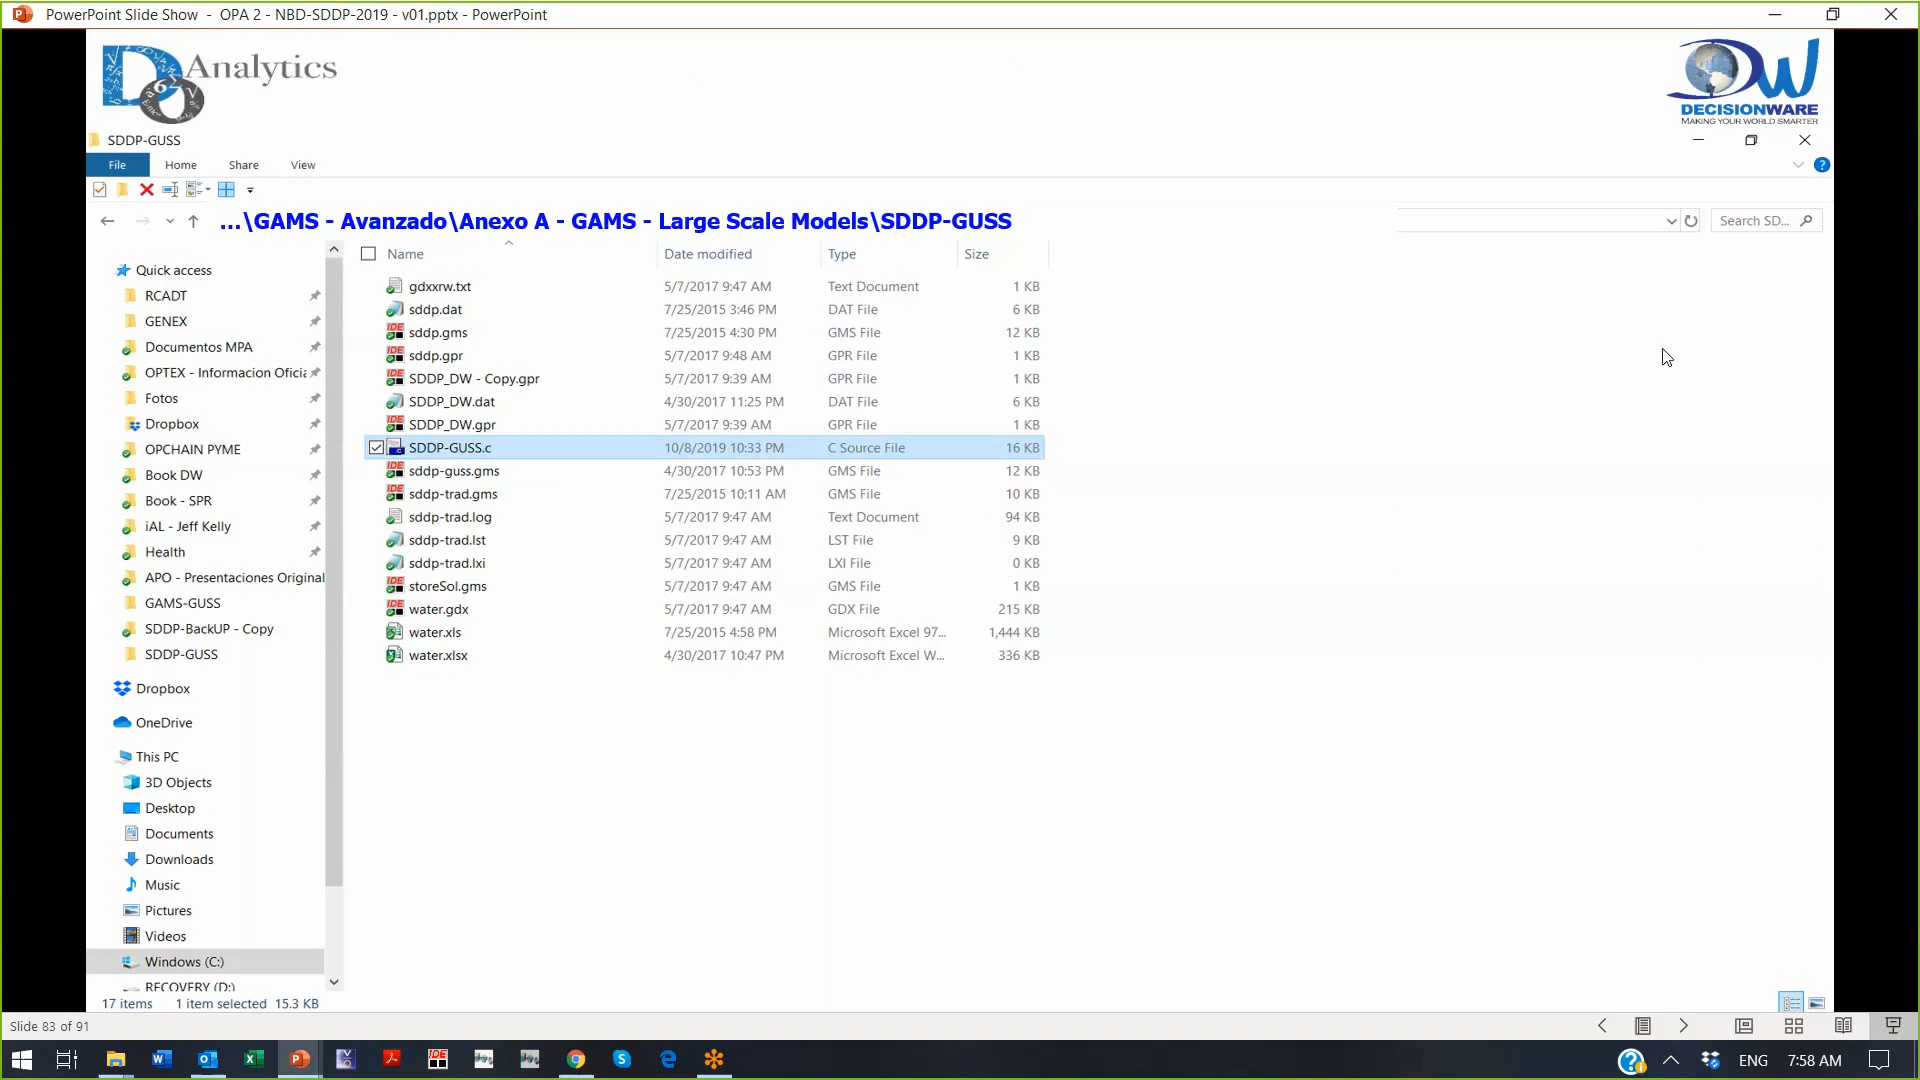 PowerPoint Slide Show - OPA 2 - NBD-SDDP-2019 - v01.pptx - PowerPoint
Analytics
DW
DECISIONWARE
MAKING YOUR WORLD SMARTER
SDDP-GUSS
File Home Share View
...\GAMS - Avanzado\Anexo A - GAMS - Large Scale Models\SDDP-GUSS
Search SD...
Name Date modified Type Size
Quick access
RCADT
GENEX
Documentos MPA
OPTEX - Informacion Oficia
Fotos
Dropbox
OPCHAIN PYME
Book DW
Book - SPR
iAL - Jeff Kelly
Health
APO - Presentaciones Original
GAMS-GUSS
SDDP-BackUP - Copy
SDDP-GUSS
Dropbox
OneDrive
This PC
3D Objects
Desktop
Documents
Downloads
Music
Pictures
Videos
Windows (C:)
RECOVERY (D:)
gdxxrw.txt 5/7/2017 9:47 AM Text Document 1 KB
sddp.dat 7/25/2015 3:46 PM DAT File 6 KB
sddp.gms 7/25/2015 4:30 PM GMS File 12 KB
sddp.gpr 5/7/2017 9:48 AM GPR File 1 KB
SDDP_DW - Copy.gpr 5/7/2017 9:39 AM GPR File 1 KB
SDDP_DW.dat 4/30/2017 11:25 PM DAT File 6 KB
SDDP_DW.gpr 5/7/2017 9:39 AM GPR File 1 KB
SDDP-GUSS.c 10/8/2019 10:33 PM C Source File 16 KB
sddp-guss.gms 4/30/2017 10:53 PM GMS File 12 KB
sddp-trad.gms 7/25/2015 10:11 AM GMS File 10 KB
sddp-trad.log 5/7/2017 9:47 AM Text Document 94 KB
sddp-trad.lst 5/7/2017 9:47 AM LST File 9 KB
sddp-trad.lxi 5/7/2017 9:47 AM LXI File 0 KB
storeSol.gms 5/7/2017 9:47 AM GMS File 1 KB
water.gdx 5/7/2017 9:47 AM GDX File 215 KB
water.xls 7/25/2015 4:58 PM Microsoft Excel 97... 1,444 KB
water.xlsx 4/30/2017 10:47 PM Microsoft Excel W... 336 KB
17 items 1 item selected 15.3 KB
Slide 83 of 91
ENG 7:58 AM